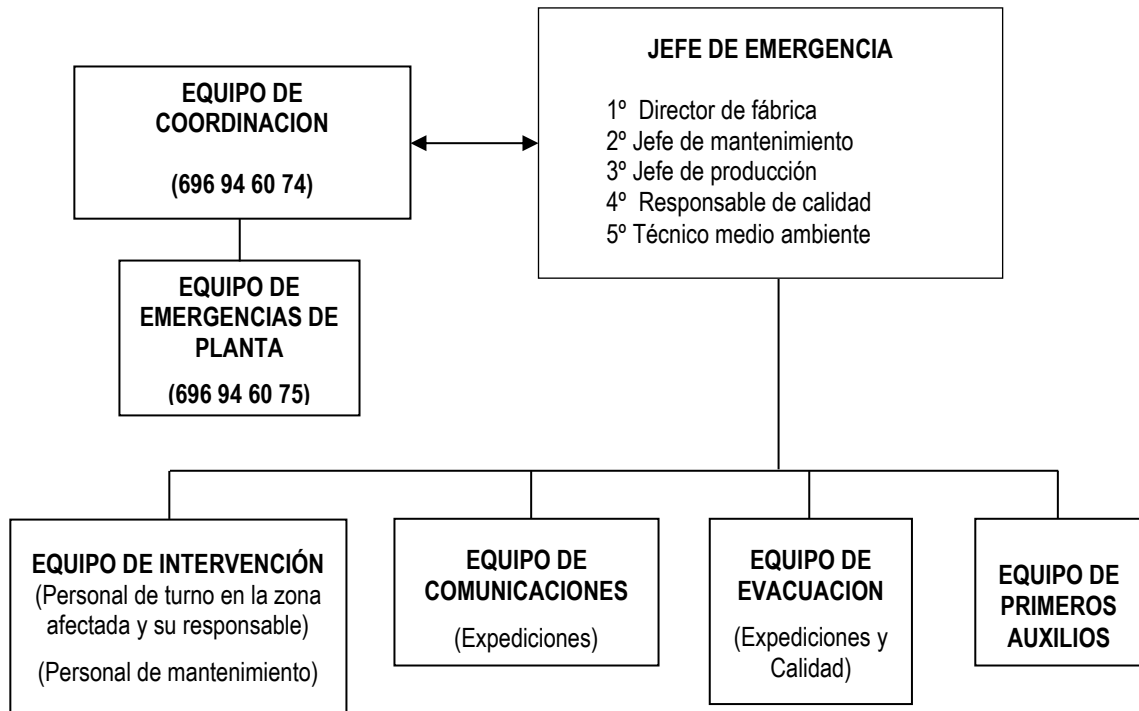 JEFE DE EMERGENCIA
1º Director de fábrica
2º Jefe de mantenimiento
3º Jefe de producción
4º Responsable de calidad
5º Técnico medio ambiente
EQUIPO DE
COORDINACION
(696 94 60 74)
EQUIPO DE
EMERGENCIAS DE
PLANTA
(696 94 60 75)
EQUIPO DE INTERVENCIÓN
(Personal de turno en la zona
afectada y su responsable)
(Personal de mantenimiento)
EQUIPO DE
COMUNICACIONES
(Expediciones)
EQUIPO DE
EVACUACION
(Expediciones y
Calidad)
EQUIPO DE
PRIMEROS
AUXILIOS